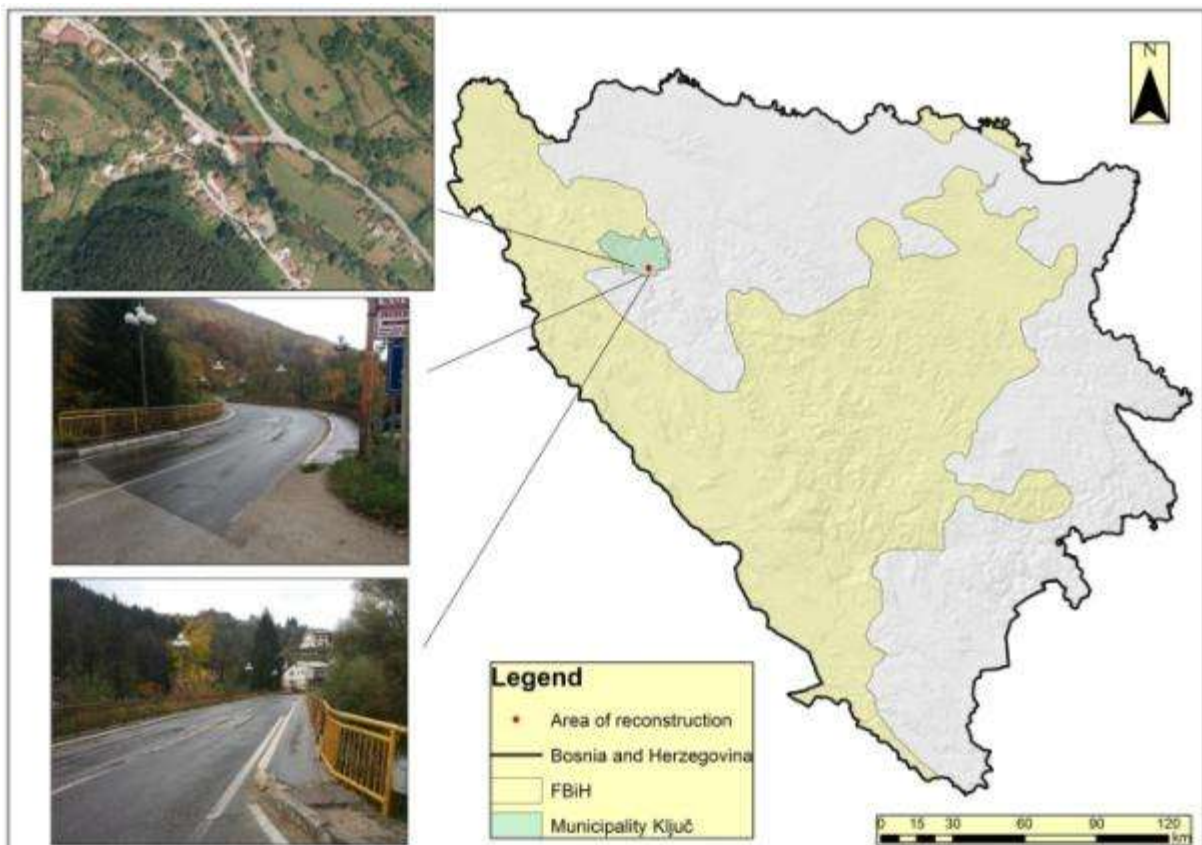 N
Legend
Area of reconstruction
Bosnia and Herzegovina
FBiH
Municipality Ključ
0 15 30 60 90 120
km